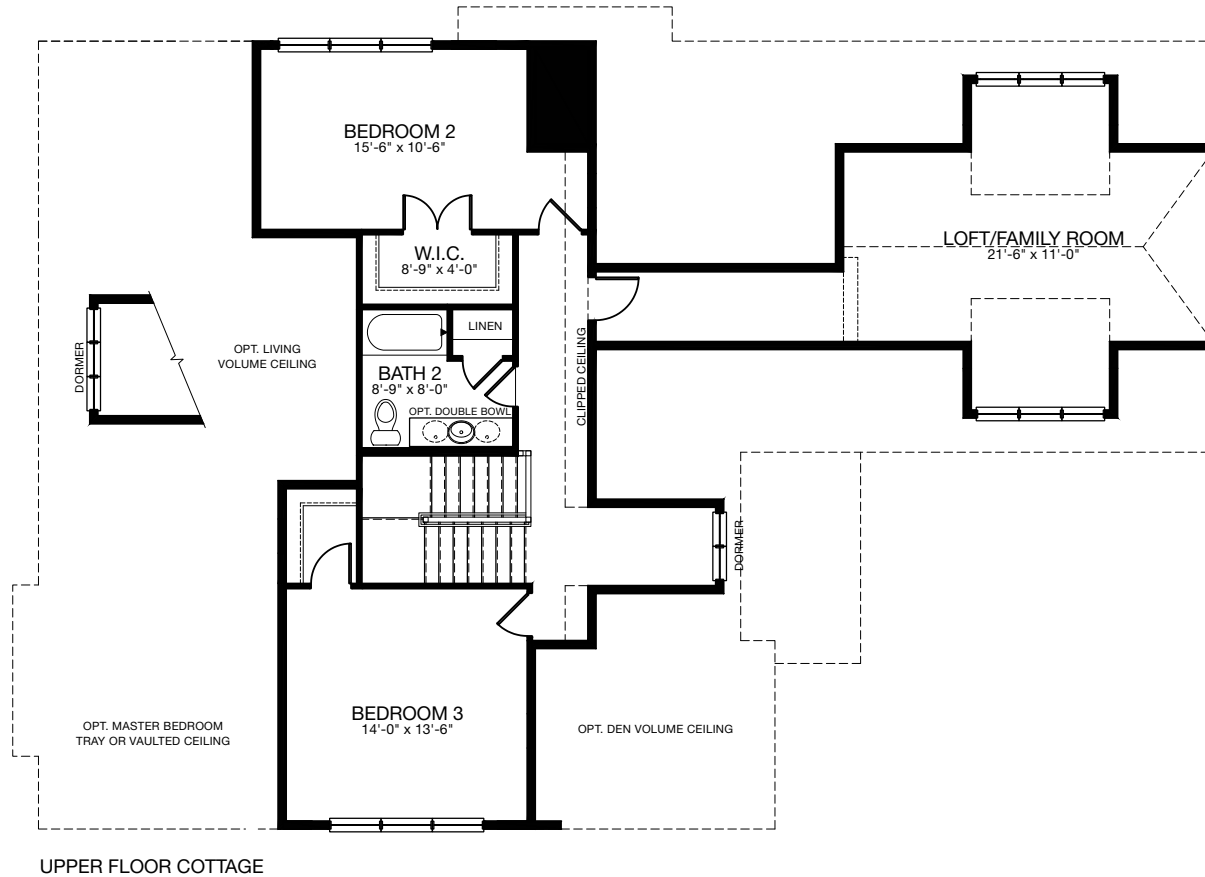 BEDROOM 2
15'-6" x 10'-6"
W.I.C.
8'-9" x 4'-0"
LOFT/FAMILY ROOM
21'-6" x 11'-0"
LINEN
DORMER
OPT. LIVING
VOLUME CEILING
BATH 2
8'-9" x 8'-0"
OPT. DOUBLE BOWL
CLIPPED CEILING
DORMER
BEDROOM 3
14'-0" x 13'-6"
OPT. MASTER BEDROOM
TRAY OR VAULTED CEILING
OPT. DEN VOLUME CEILING
UPPER FLOOR COTTAGE